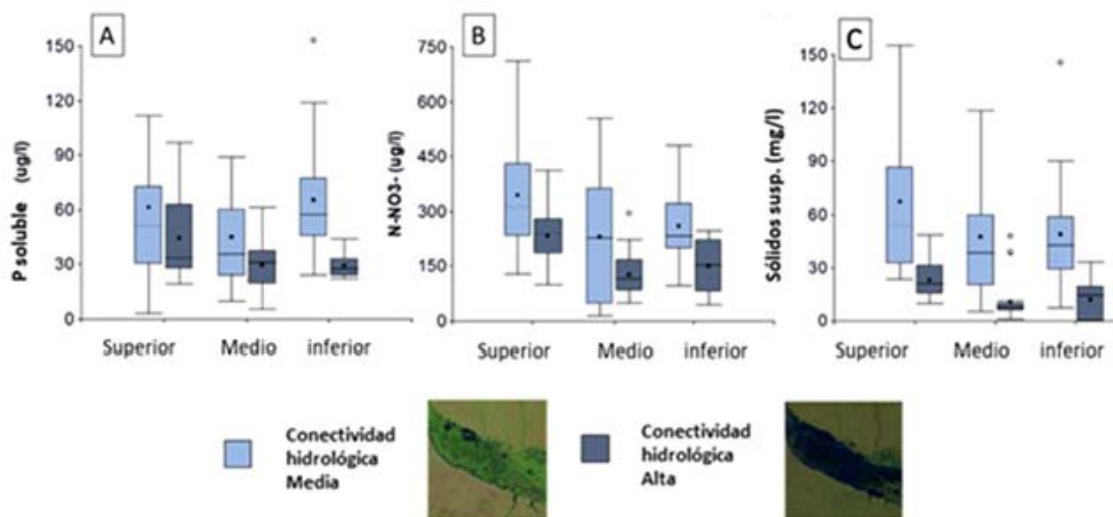 A
P soluble (ug/l)
150
120
90
60
30
0
Superior Medio inferior
B
N-NO3- (ug/l)
750
600
450
300
150
0
Superior Medio inferior
C
Sólidos susp. (mg/l)
150
120
90
60
30
0
Superior Medio inferior
Conectividad
hidrológica
Media
Conectividad
hidrológica
Alta